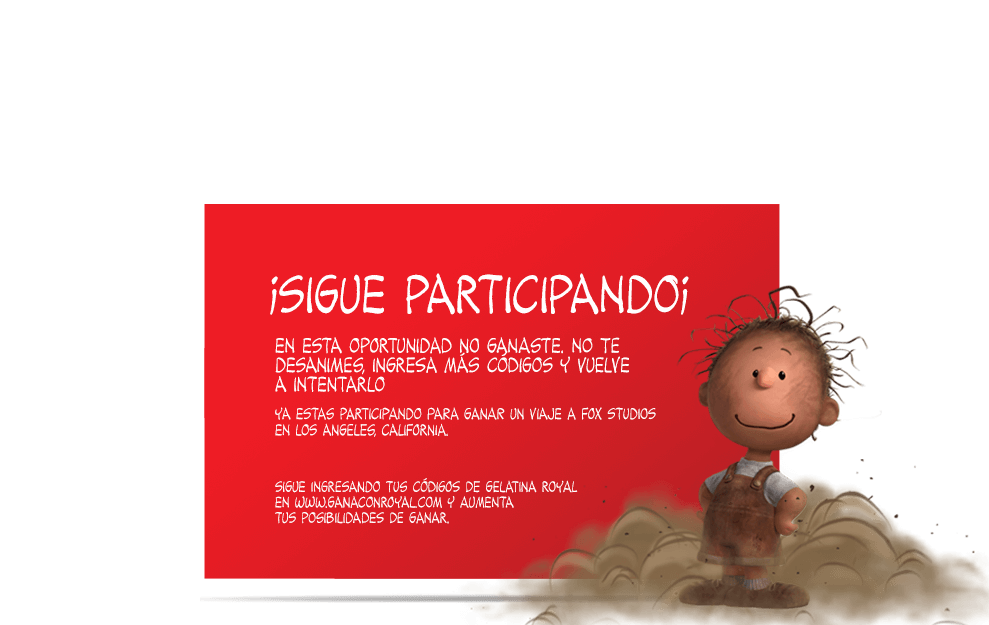 ¡SIGUE PARTICIPANDO¡
EN ESTA OPORTUNIDAD NO GANASTE. NO TE
DESANIMES, INGRESA MÁS CÓDIGOS Y VUELVE
A INTENTARLO
YA ESTAS PARTICIPANDO PARA GANAR UN VIAJE A FOX STUDIOS
EN LOS ANGELES, CALIFORNIA.
SIGUE INGRESANDO TUS CÓDIGOS DE GELATINA ROYAL
EN WWW.GANACONROYAL.COM Y AUMENTA
TUS POSIBILIDADES DE GANAR.